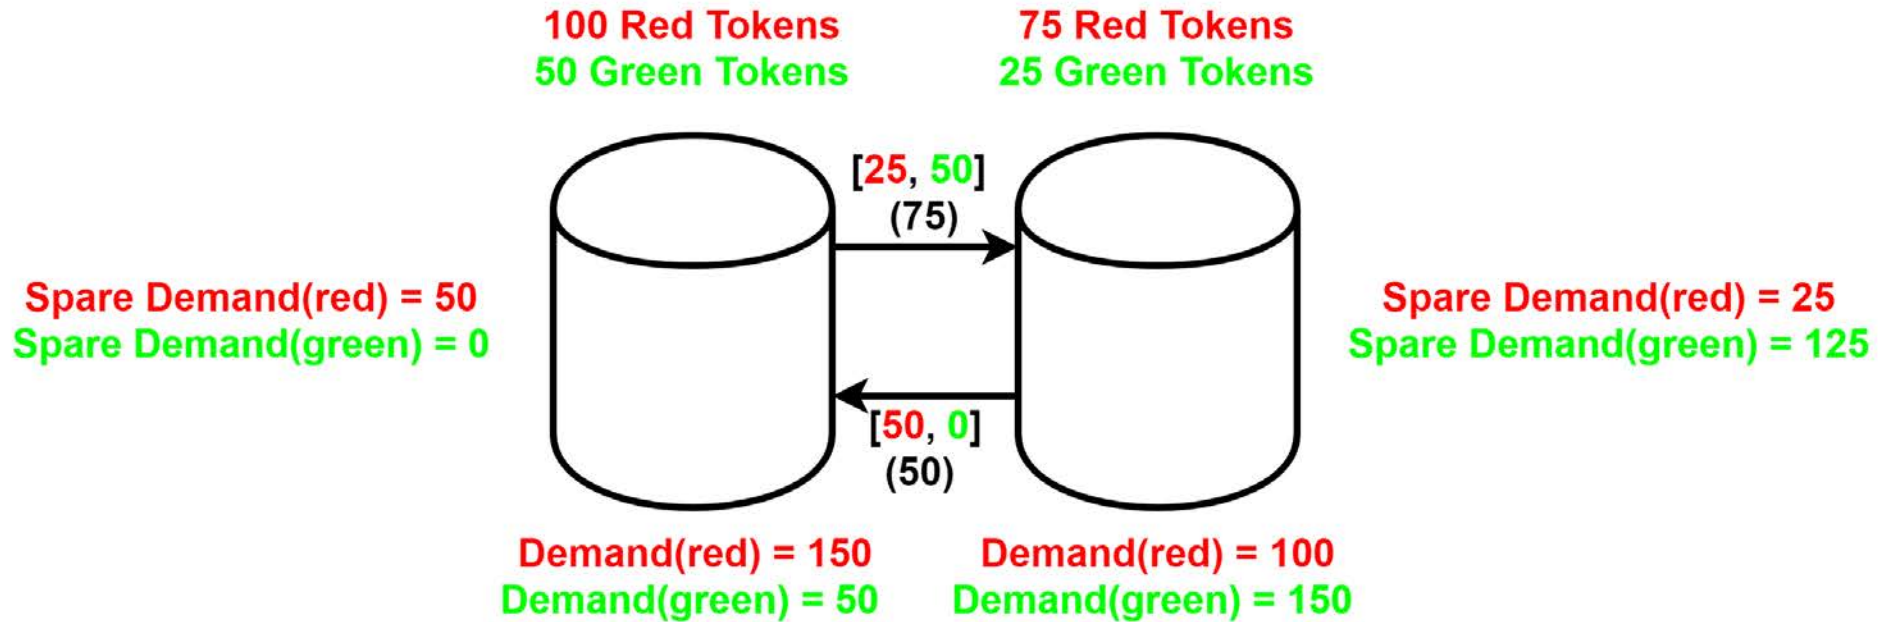 100 Red Tokens
50 Green Tokens
75 Red Tokens
25 Green Tokens
[25, 50]
(75)
Spare Demand(red) = 50
Spare Demand(green) = 0
Spare Demand(red) = 25
Spare Demand(green) = 125
[50, 0]
(50)
Demand(red) = 150
Demand(green) = 50
Demand(red) = 100
Demand(green) = 150